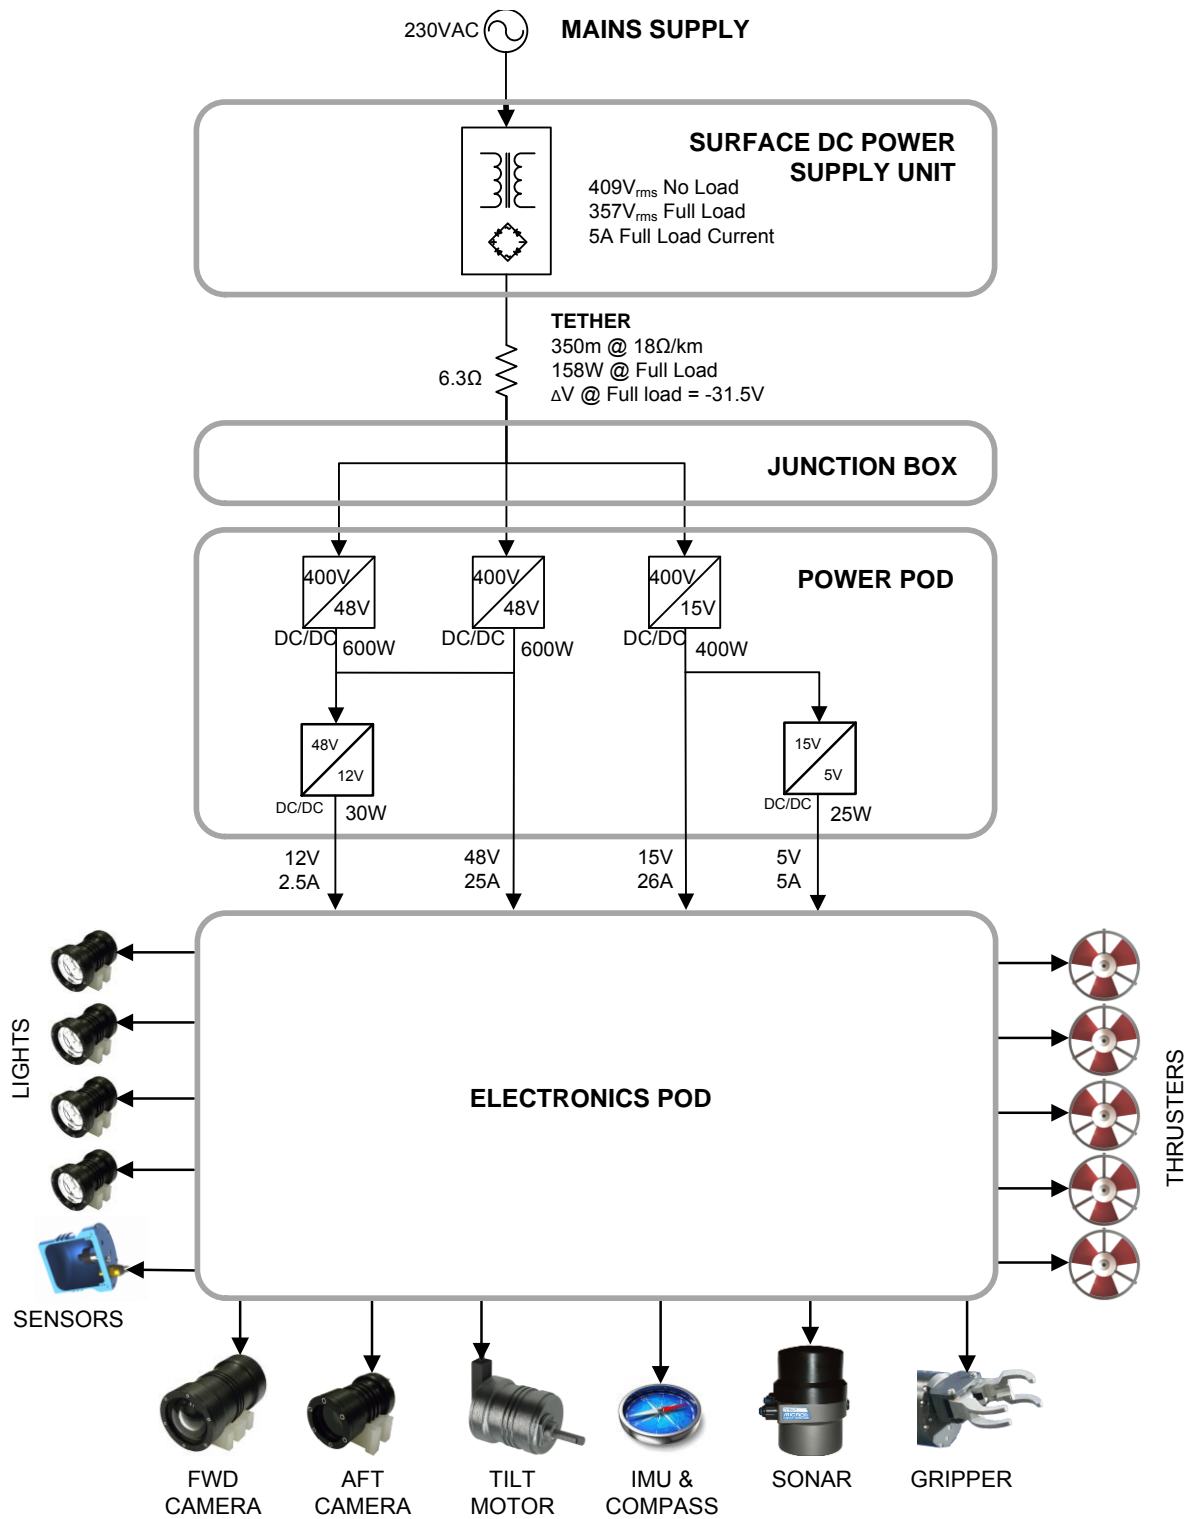 230VAC
MAINS SUPPLY
SURFACE DC POWER
SUPPLY UNIT
409Vrms No Load
357Vrms Full Load
5A Full Load Current
TETHER
350m @ 18Ω/km
158W @ Full Load
ΔV @ Full load = -31.5V
6.3Ω
JUNCTION BOX
POWER POD
400V
48V
DC/DC
600W
400V
48V
DC/DC
600W
400V
15V
DC/DC
400W
48V
12V
DC/DC
30W
15V
5V
DC/DC
25W
12V
2.5A
48V
25A
15V
26A
5V
5A
LIGHTS
ELECTRONICS POD
THRUSTERS
SENSORS
FWD
CAMERA
AFT
CAMERA
TILT
MOTOR
IMU &
COMPASS
SONAR
GRIPPER